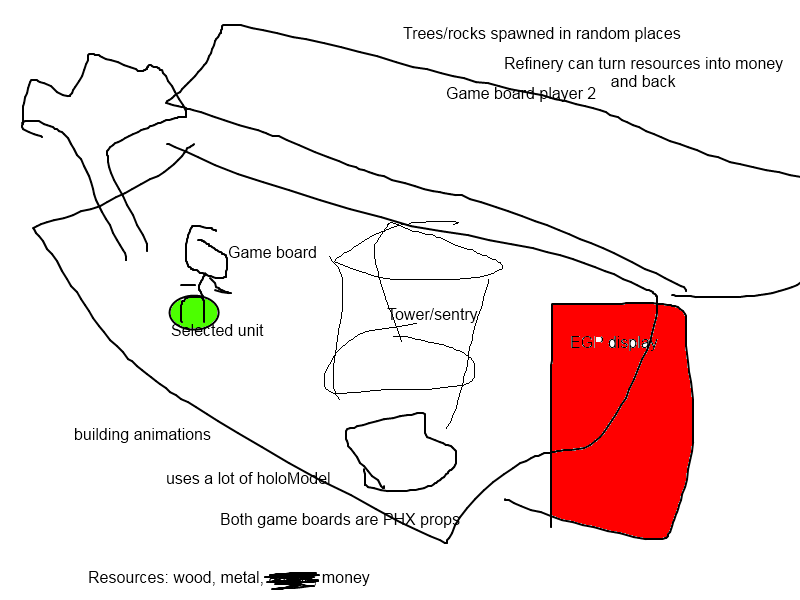 Trees/rocks spawned in random places
Refinery can turn resources into money
and back
Game board player 2
Game board
Tower/sentry
Selected unit
EGP display
building animations
uses a lot of holoModel
Both game boards are PHX props
Resources: wood, metal, money